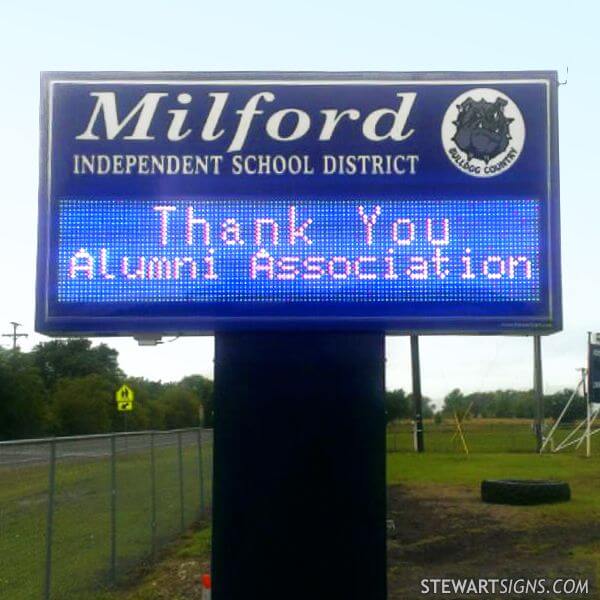 Milford
INDEPENDENT SCHOOL DISTRICT
BULLDOG COUNTRY
Thank You
Alumni Association
STEWARTSIGNS.COM